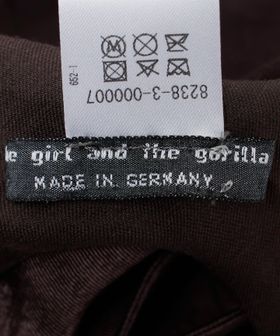 8238-3-000007
652-1
e girl and the gorilla
MADE IN GERMANY